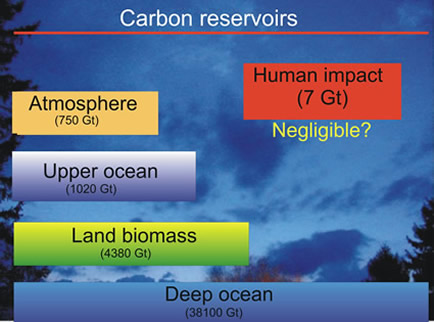 Carbon reservoirs
Human impact
(7 Gt)
Negligible?
Atmosphere
(750 Gt)
Upper ocean
(1020 Gt)
Land biomass
(4380 Gt)
Deep ocean
(38100 Gt)